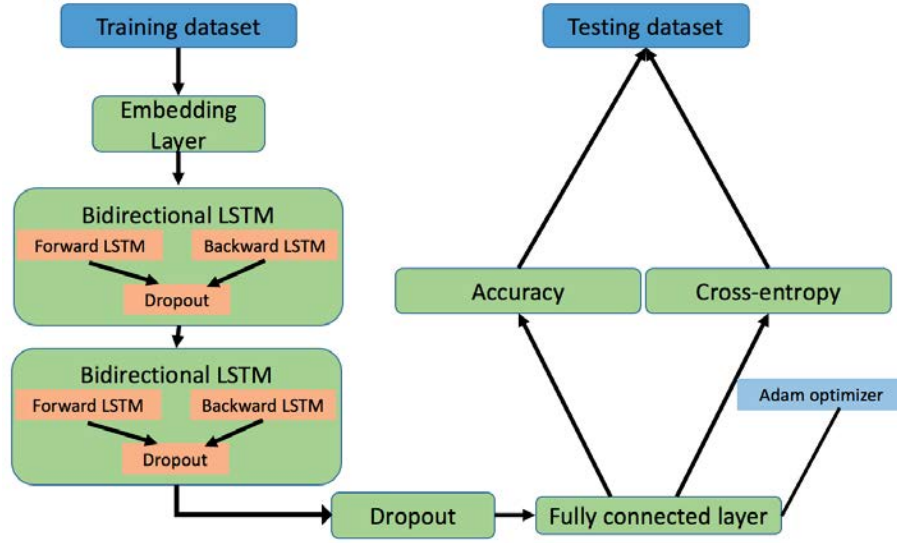 Training dataset
Testing dataset
Embedding
Layer
Bidirectional LSTM
Forward LSTM
Backward LSTM
Dropout
Accuracy
Cross-entropy
Bidirectional LSTM
Forward LSTM
Backward LSTM
Dropout
Adam optimizer
Dropout
Fully connected layer